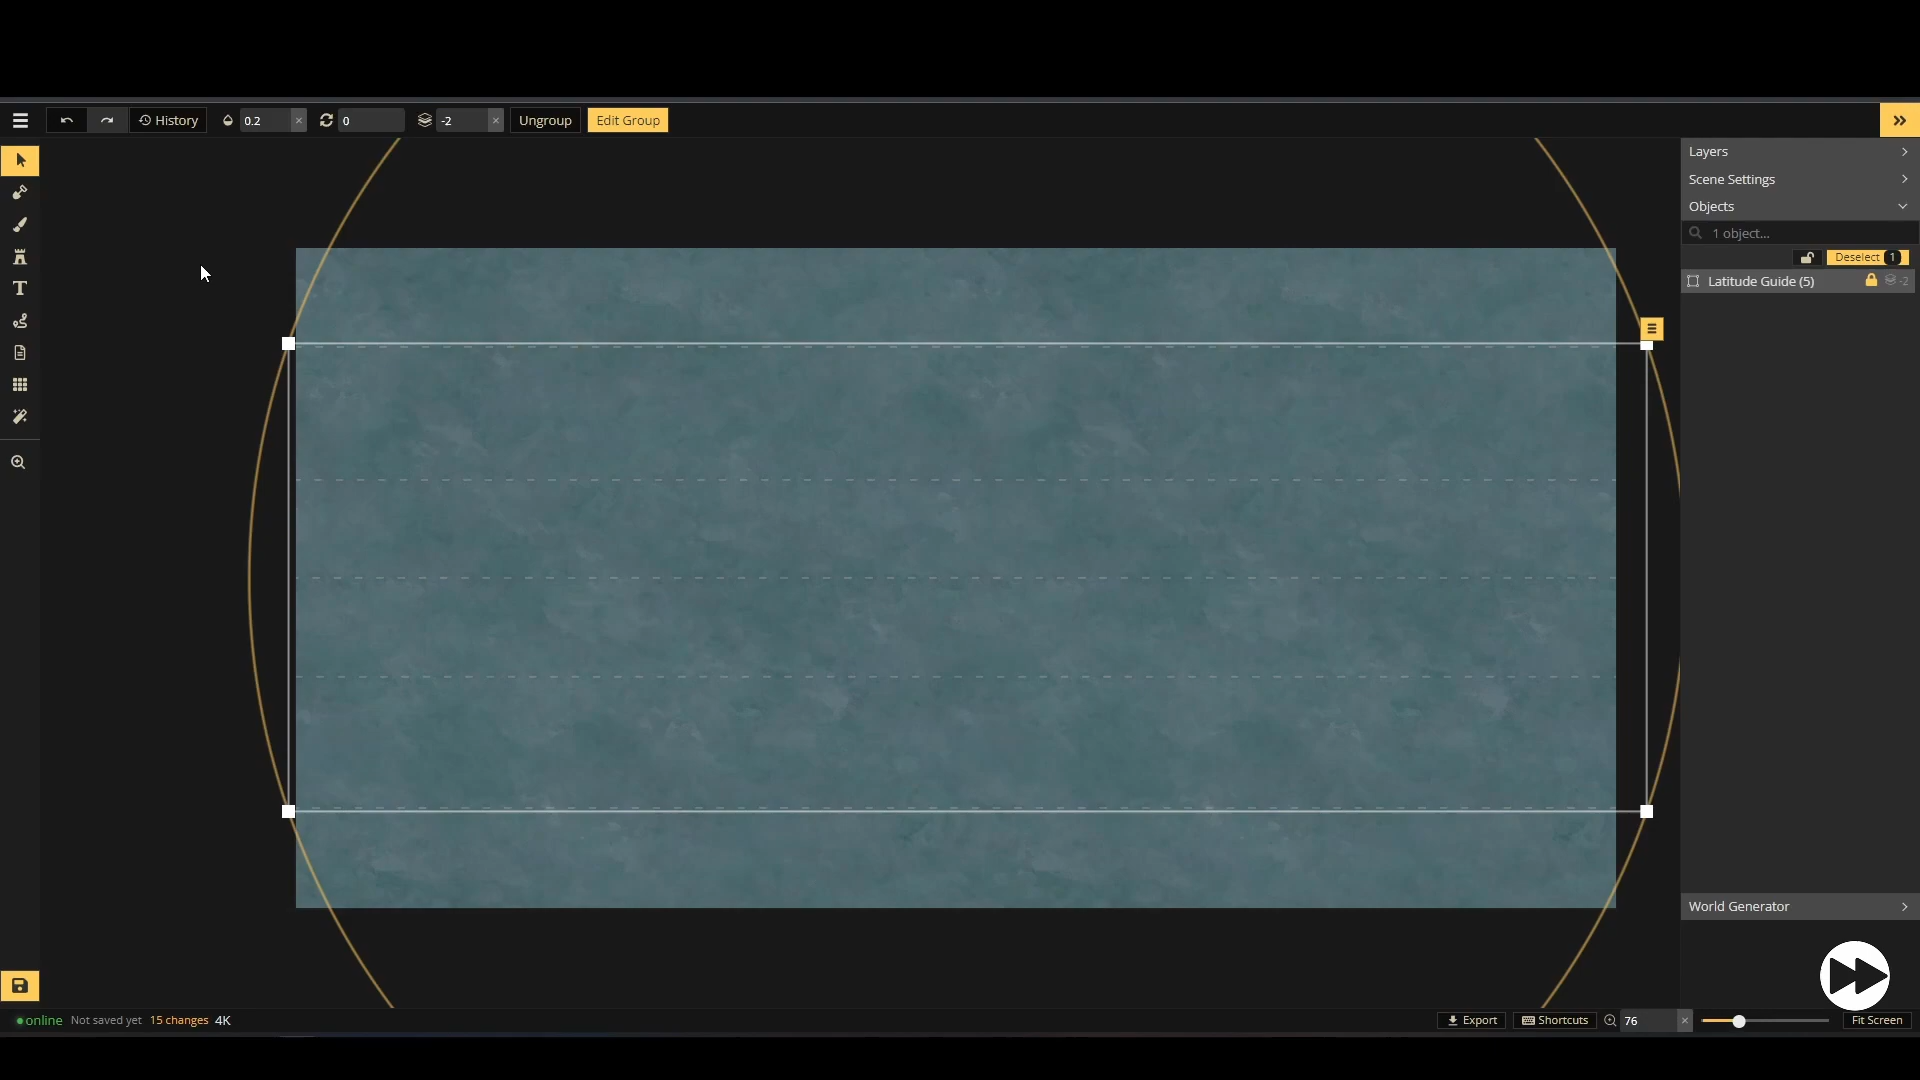 History 0.2 × 0 -2 × Ungroup Edit Group
Layers
Scene Settings
Objects
1 object...
Deselect 1
Latitude Guide (5) -2
World Generator
online Not saved yet 15 changes 4K Export Shortcuts 76 × Fit Screen